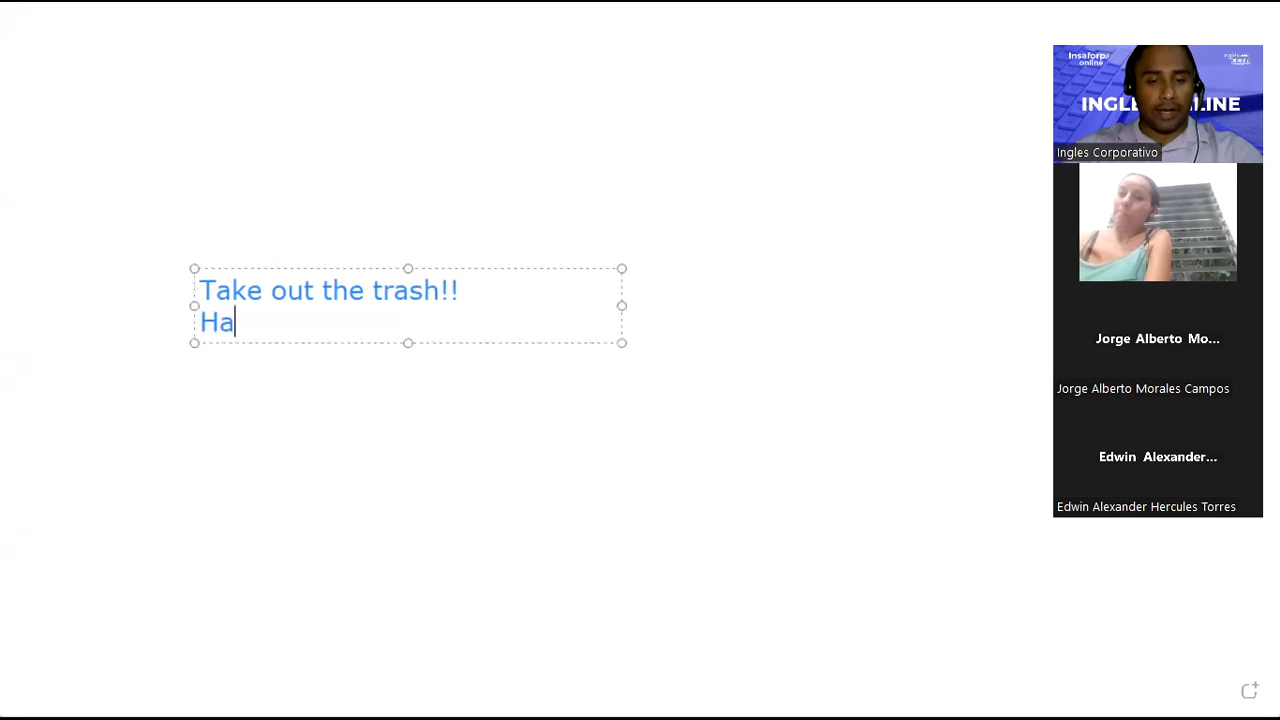 Take out the trash!!
Ha
Insaforp
online
INGLE LINE
Ingles Corporativo
Jorge Alberto Mo...
Jorge Alberto Morales Campos
Edwin Alexander...
Edwin Alexander Hercules Torres